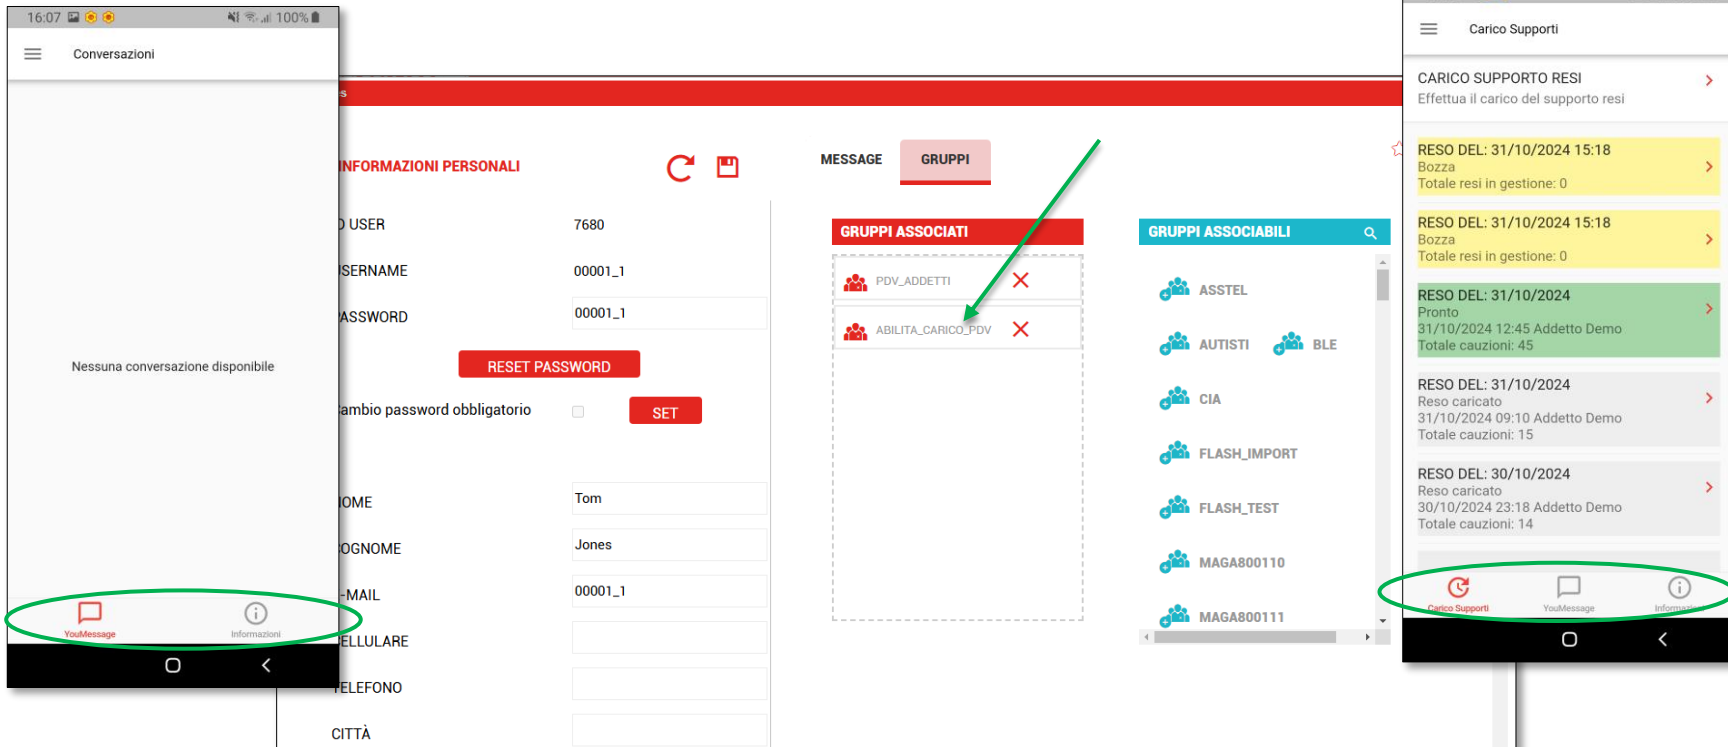 16:07
100%
Conversazioni
Nessuna conversazione disponibile
YouMessage
Informazioni
s
INFORMAZIONI PERSONALI
USER
7680
SERNAME
00001_1
ASSWORD
00001_1
RESET PASSWORD
ambio password obbligatorio
SET
OME
Tom
OGNOME
Jones
-MAIL
00001_1
ELLULARE
ELEFONO
CITTÀ
MESSAGE
GRUPPI
GRUPPI ASSOCIATI
PDV_ADDETTI
ABILITA_CARICO_PDV
GRUPPI ASSOCIABILI
ASSTEL
AUTISTI
BLE
CIA
FLASH_IMPORT
FLASH_TEST
MAGA800110
MAGA800111
Carico Supporti
CARICO SUPPORTO RESI
Effettua il carico del supporto resi
RESO DEL: 31/10/2024 15:18
Bozza
Totale resi in gestione: 0
RESO DEL: 31/10/2024 15:18
Bozza
Totale resi in gestione: 0
RESO DEL: 31/10/2024
Pronto
31/10/2024 12:45 Addetto Demo
Totale cauzioni: 45
RESO DEL: 31/10/2024
Reso caricato
31/10/2024 09:10 Addetto Demo
Totale cauzioni: 15
RESO DEL: 30/10/2024
Reso caricato
30/10/2024 23:18 Addetto Demo
Totale cauzioni: 14
Carico Supporti
YouMessage
Informazioni